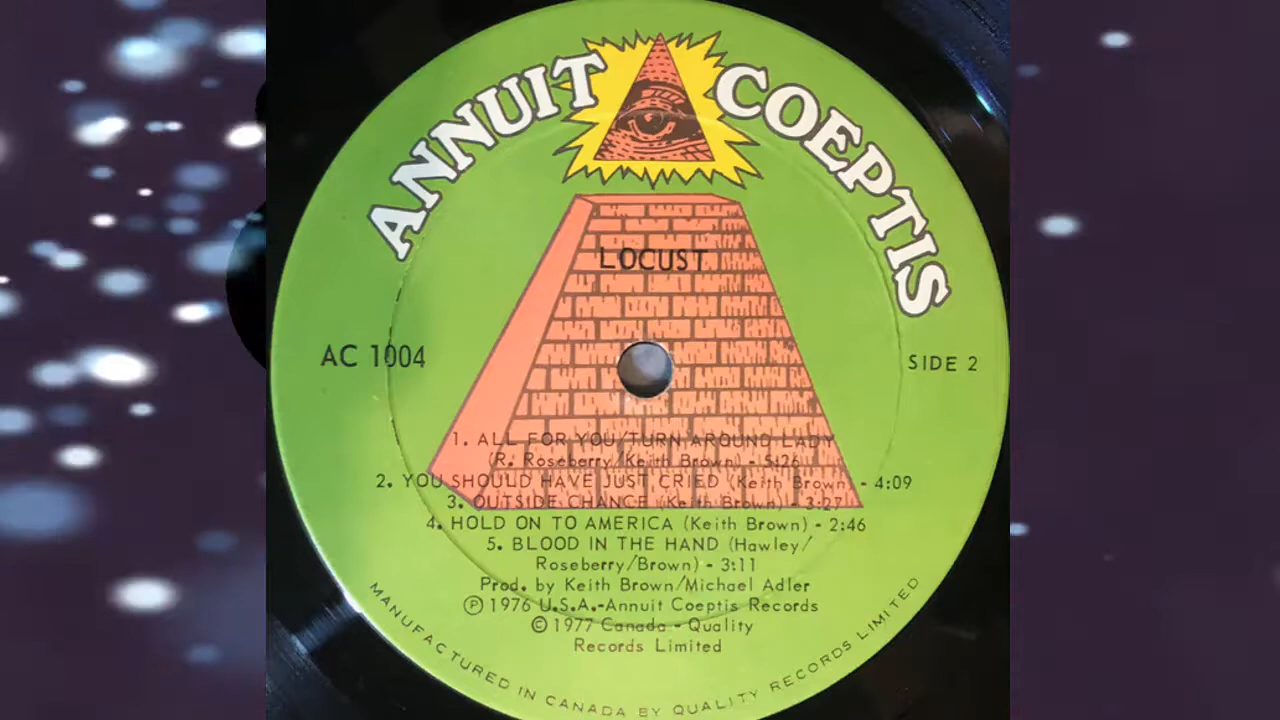 ANNUIT COEPTIS
LOCUST
AC 1004
SIDE 2
1. ALL FOR YOU/TURN AROUND LADY
(R. Roseberry/Keith Brown) - 5:26
2. YOU SHOULD HAVE JUST CRIED (Keith Brown) - 4:09
3. OUTSIDE CHANCE (Keith Brown) - 3:27
4. HOLD ON TO AMERICA (Keith Brown) - 2:46
5. BLOOD IN THE HAND (Hawley/
Roseberry/Brown) - 3:11
Prod. by Keith Brown/Michael Adler
Ⓟ 1976 U.S.A.-Annuit Coeptis Records
© 1977 Canada - Quality
Records Limited
MANUFACTURED IN CANADA BY QUALITY RECORDS LIMITED